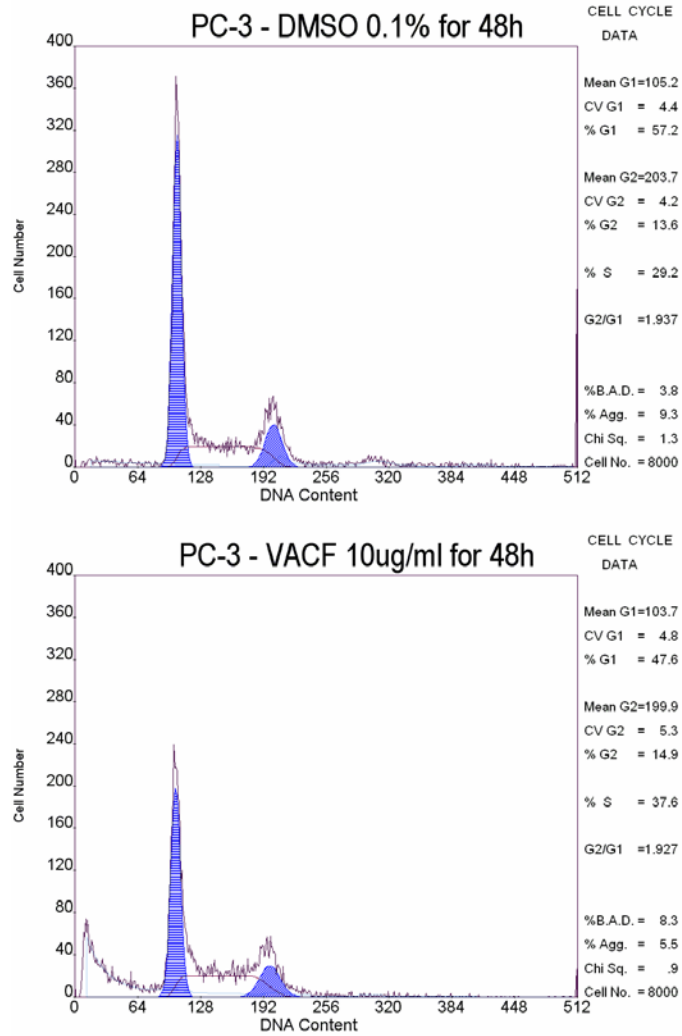 PC-3 - DMSO 0.1% for 48h
CELL CYCLE
DATA
400
360
320
280
240
200
160
120
80
40
0
Cell Number
0 64 128 192 256 320 384 448 512
DNA Content
Mean G1=105.2
CV G1 = 4.4
% G1 = 57.2
Mean G2=203.7
CV G2 = 4.2
% G2 = 13.6
% S = 29.2
G2/G1 =1.937
%B.A.D. = 3.8
% Agg. = 9.3
Chi Sq. = 1.3
Cell No. = 8000
PC-3 - VACF 10ug/ml for 48h
CELL CYCLE
DATA
400
360
320
280
240
200
160
120
80
40
0
Cell Number
0 64 128 192 256 320 384 448 512
DNA Content
Mean G1=103.7
CV G1 = 4.8
% G1 = 47.6
Mean G2=199.9
CV G2 = 5.3
% G2 = 14.9
% S = 37.6
G2/G1 =1.927
%B.A.D. = 8.3
% Agg. = 5.5
Chi Sq. = .9
Cell No. = 8000